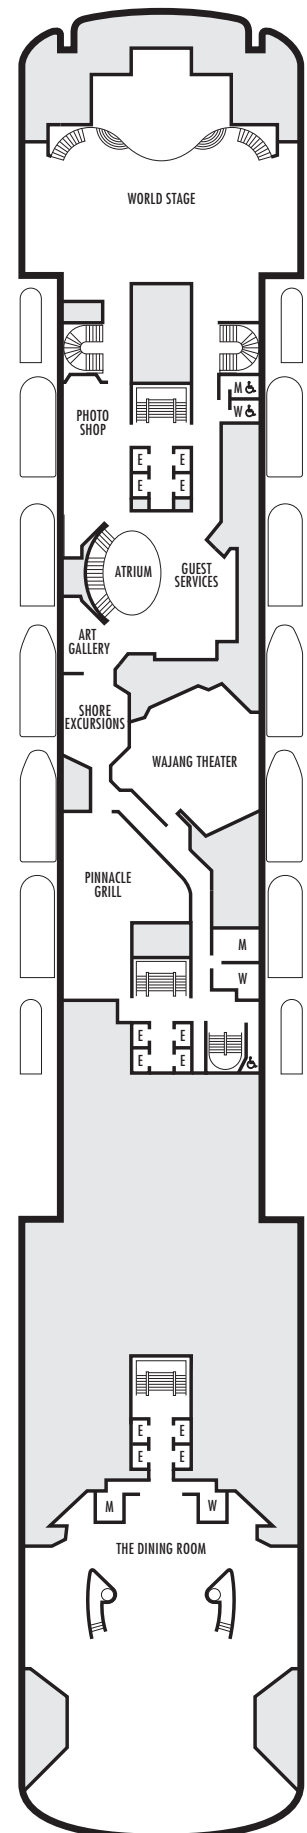 WORLD STAGE
M
W
PHOTO
SHOP
E E
E E
ATRIUM
GUEST
SERVICES
ART
GALLERY
SHORE
EXCURSIONS
WAJANG THEATER
PINNACLE
GRILL
M
W
E E
E E
E E
E E
M W
THE DINING ROOM